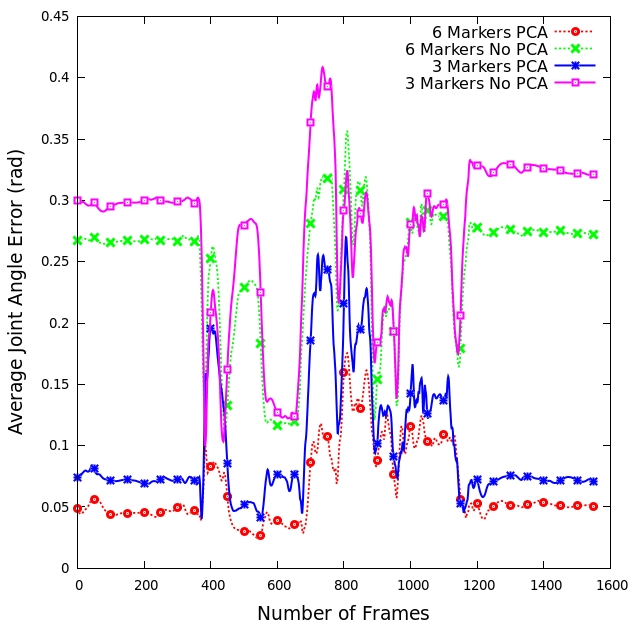 0.45
0.4
0.35
0.3
0.25
0.2
0.15
0.1
0.05
0
0 200 400 600 800 1000 1200 1400 1600
Average Joint Angle Error (rad)
Number of Frames
6 Markers PCA
6 Markers No PCA
3 Markers PCA
3 Markers No PCA